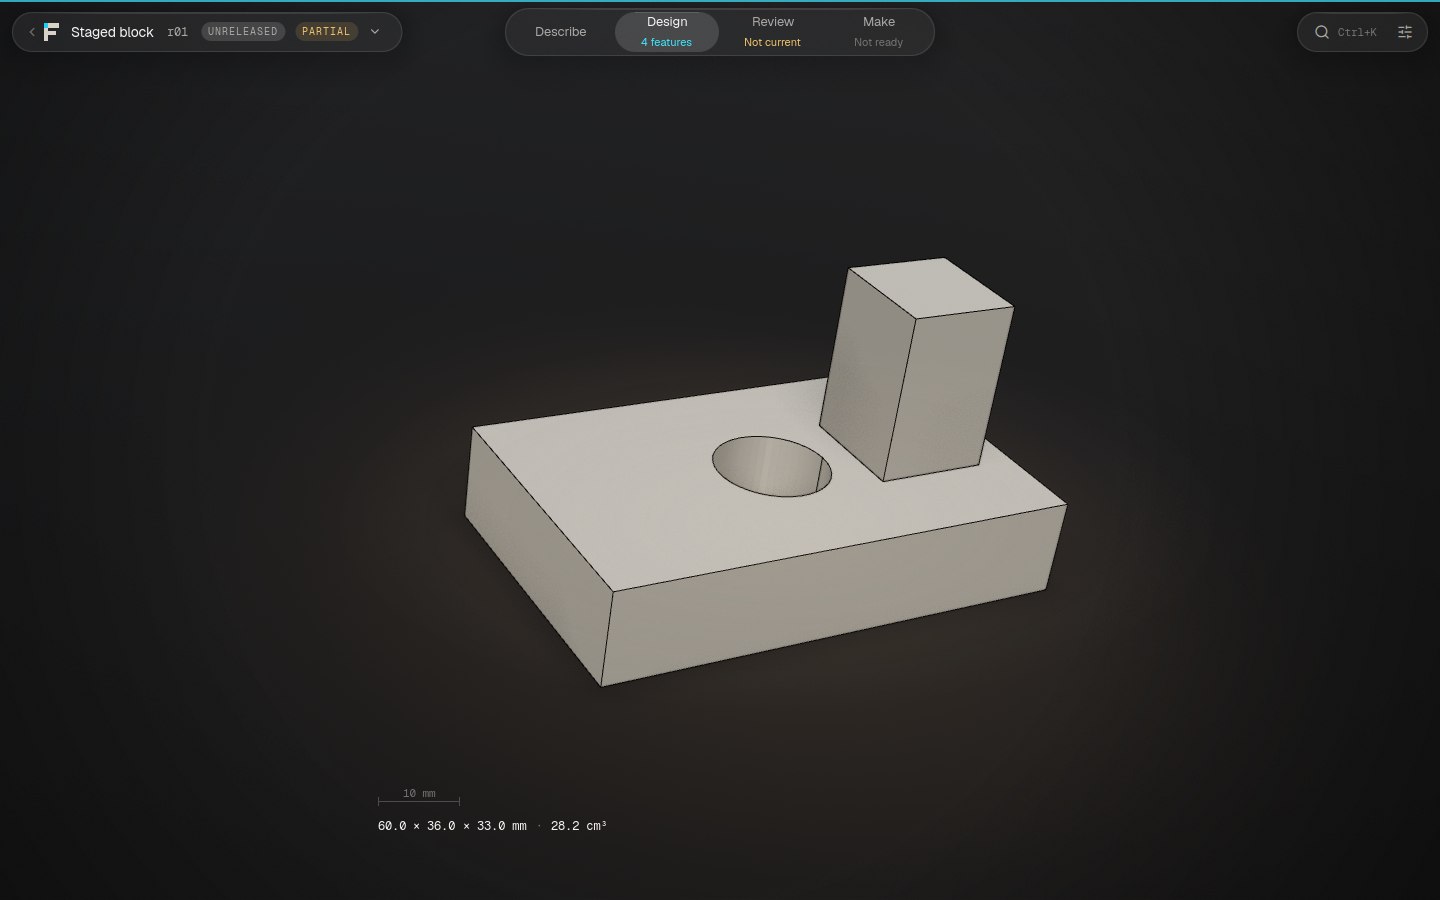 Staged block r01 UNRELEASED PARTIAL
Describe
Design
4 features
Review
Not current
Make
Not ready
Ctrl+K
10 mm
60.0 × 36.0 × 33.0 mm · 28.2 cm³